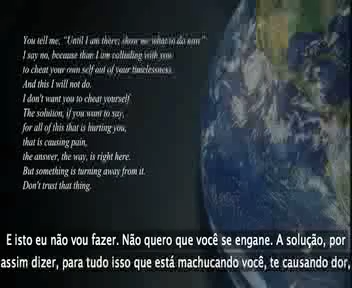 You tell me, "Until I am there, show me what to do now"
I say no, because than I am colluding with you
to cheat your own self out of your timelessness.
And this I will not do.
I don't want you to cheat yourself
The solution, if you want to say,
for all of this that is hurting you,
that is causing pain,
the answer, the way, is right here.
But something is turning away from it.
Don't trust that thing.
E isto eu não vou fazer. Não quero que você se engane. A solução, por
assim dizer, para tudo isso que está machucando você, te causando dor,